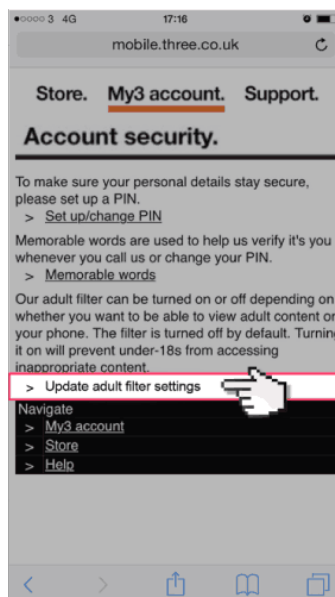 3 4G 17:16
mobile.three.co.uk
Store. My3 account. Support.
Account security.
To make sure your personal details stay secure,
please set up a PIN.
> Set up/change PIN
Memorable words are used to help us verify it's you
whenever you call us or change your PIN.
> Memorable words
Our adult filter can be turned on or off depending on
whether you want to be able to view adult content on
your phone. The filter is turned off by default. Turning
it on will prevent under-18s from accessing
inappropriate content.
> Update adult filter settings
Navigate
> My3 account
> Store
> Help